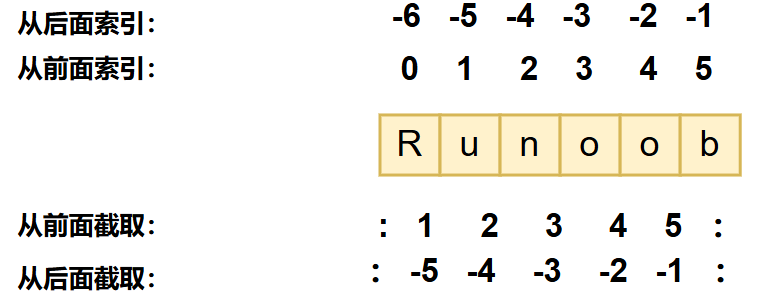 从后面索引： -6 -5 -4 -3 -2 -1
从前面索引： 0 1 2 3 4 5
R u n o o b
从前面截取： : 1 2 3 4 5 :
从后面截取： : -5 -4 -3 -2 -1 :